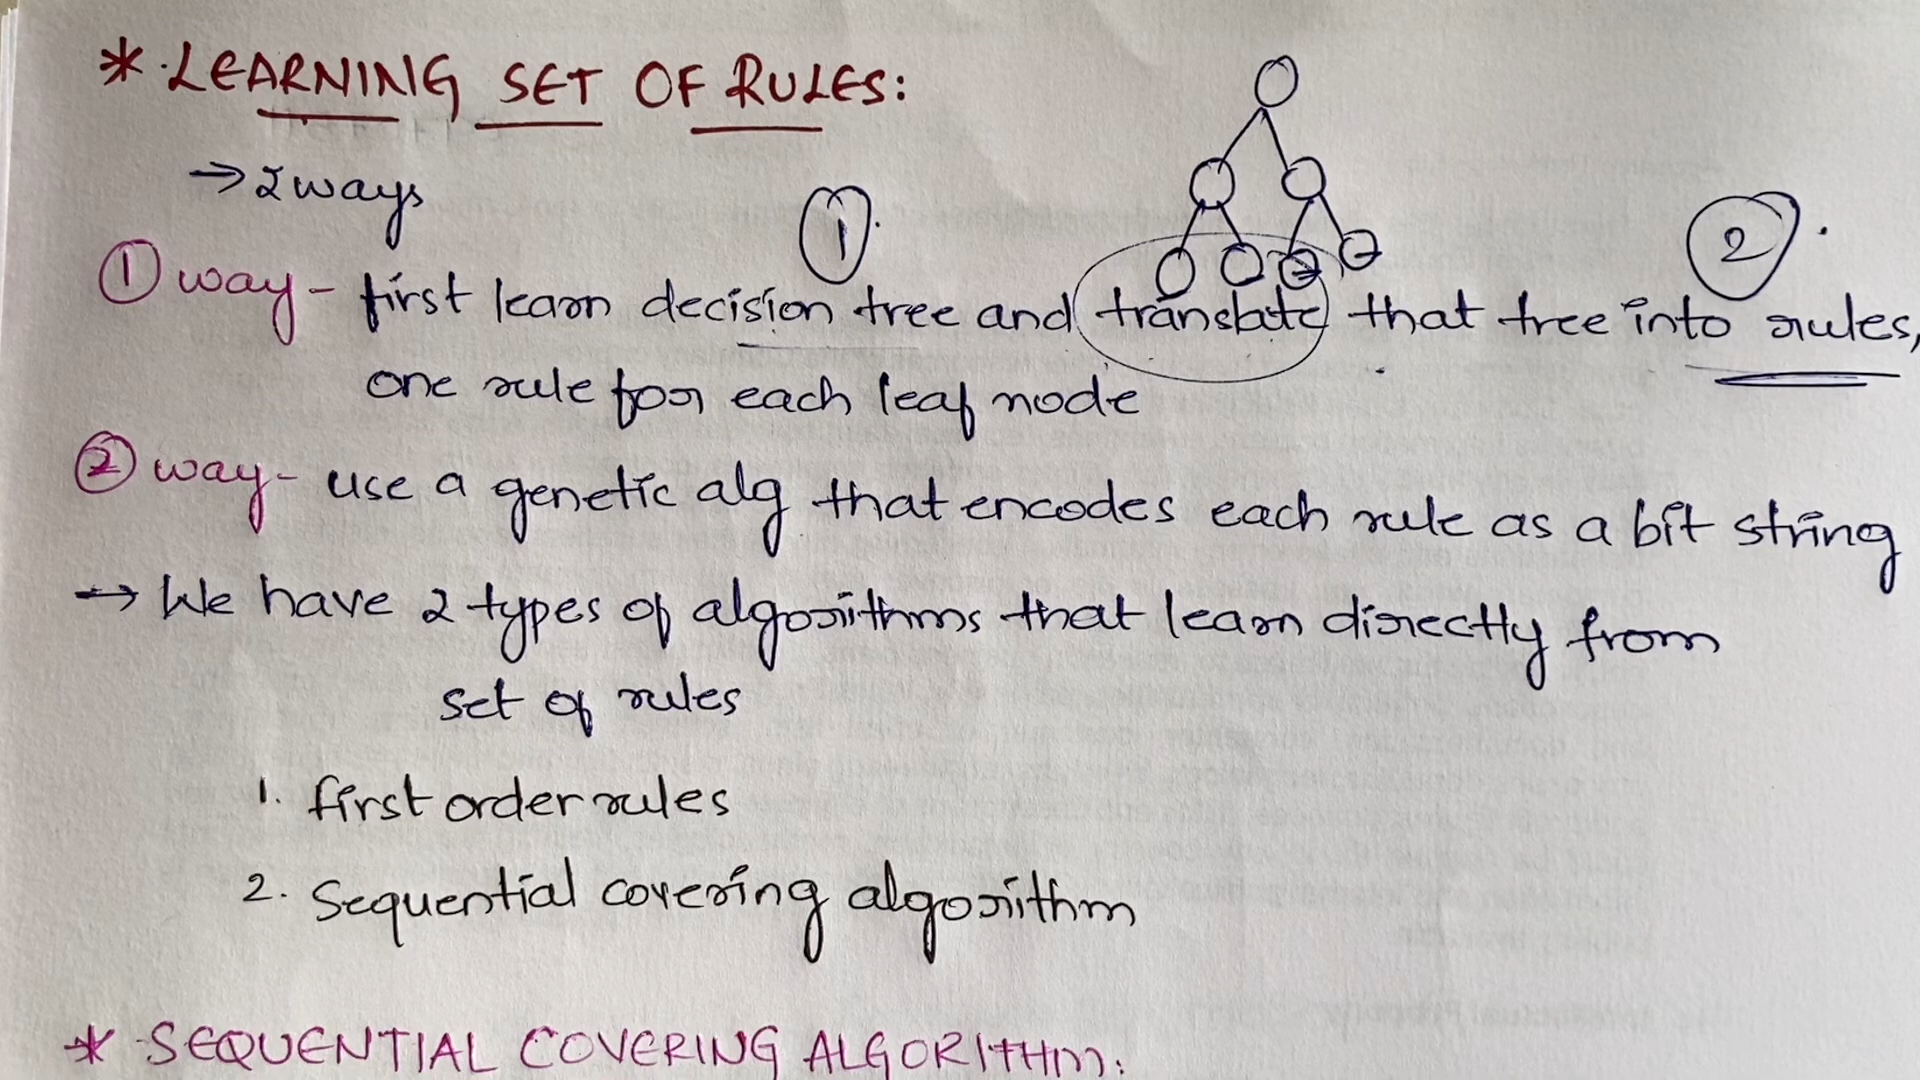 * LEARNING SET OF RULES:
→ 2 ways
① ②
① way - first learn decision tree and translate that tree into rules,
one rule for each leaf node
② way - use a genetic alg that encodes each rule as a bit string
→ We have 2 types of algorithms that learn directly from
set of rules
1. first order rules
2. Sequential covering algorithm
* SEQUENTIAL COVERING ALGORITHM: